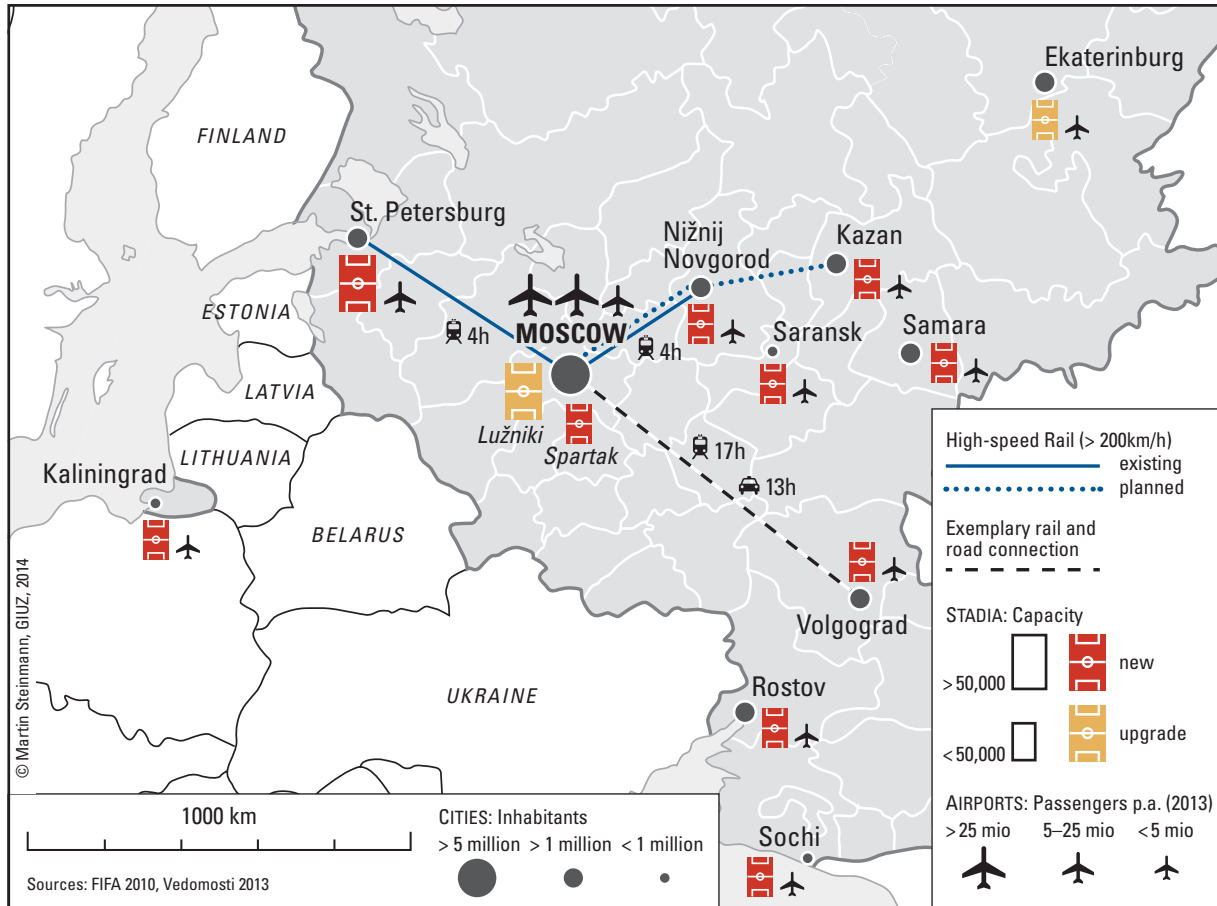 Ekaterinburg
FINLAND
St. Petersburg
Nižnij
Novgorod
Kazan
ESTONIA
MOSCOW
4h
4h
Saransk
Samara
LATVIA
Lužniki
Spartak
LITHUANIA
Kaliningrad
17h
13h
BELARUS
Volgograd
UKRAINE
Rostov
Sochi
© Martin Steinmann, GIUZ, 2014
1000 km
Sources: FIFA 2010, Vedomosti 2013
CITIES: Inhabitants
> 5 million > 1 million < 1 million
High-speed Rail (> 200km/h)
existing
planned
Exemplary rail and
road connection
STADIA: Capacity
> 50,000 new
< 50,000 upgrade
AIRPORTS: Passengers p.a. (2013)
> 25 mio 5–25 mio < 5 mio